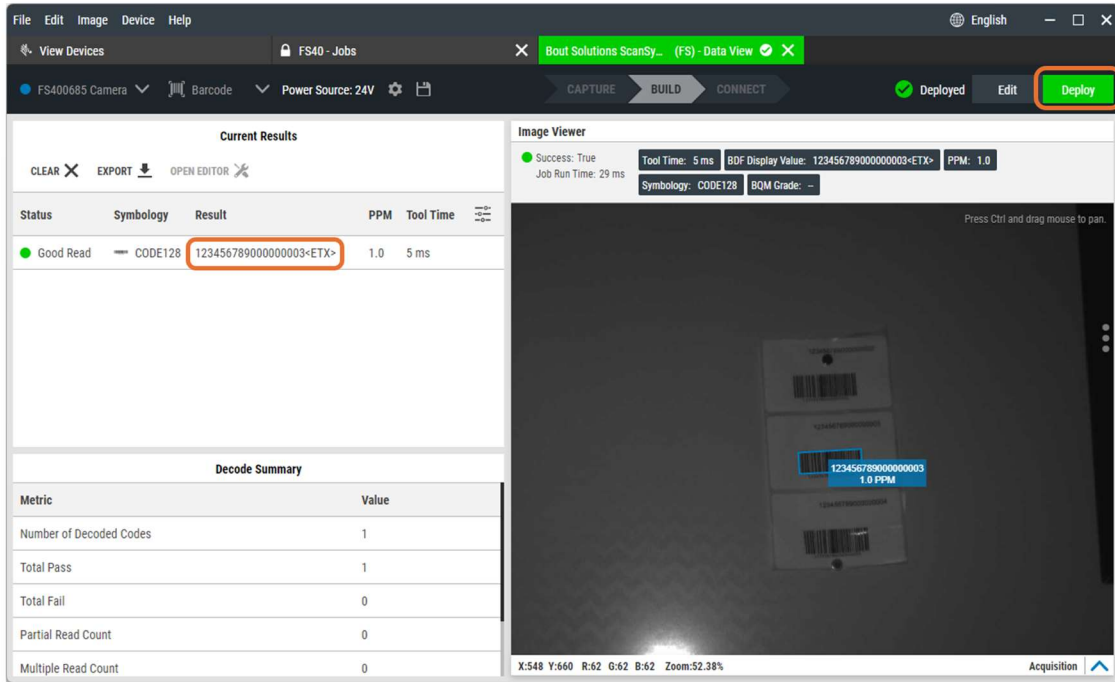 File Edit Image Device Help
English
View Devices
FS40 - Jobs
Bout Solutions ScanSy... (FS) - Data View
FS400685 Camera
Barcode
Power Source: 24V
CAPTURE
BUILD
CONNECT
Deployed
Edit
Deploy
Current Results
CLEAR
EXPORT
OPEN EDITOR
Status Symbology Result PPM Tool Time
Good Read CODE128 123456789000000003<ETX> 1.0 5 ms
Decode Summary
Metric Value
Number of Decoded Codes 1
Total Pass 1
Total Fail 0
Partial Read Count 0
Multiple Read Count 0
Image Viewer
Success: True
Job Run Time: 29 ms
Tool Time: 5 ms
BDF Display Value: 123456789000000003<ETX>
PPM: 1.0
Symbology: CODE128
BQM Grade: –
Press Ctrl and drag mouse to pan.
123456789000000003
1.0 PPM
X:548 Y:660 R:62 G:62 B:62 Zoom:52.38%
Acquisition